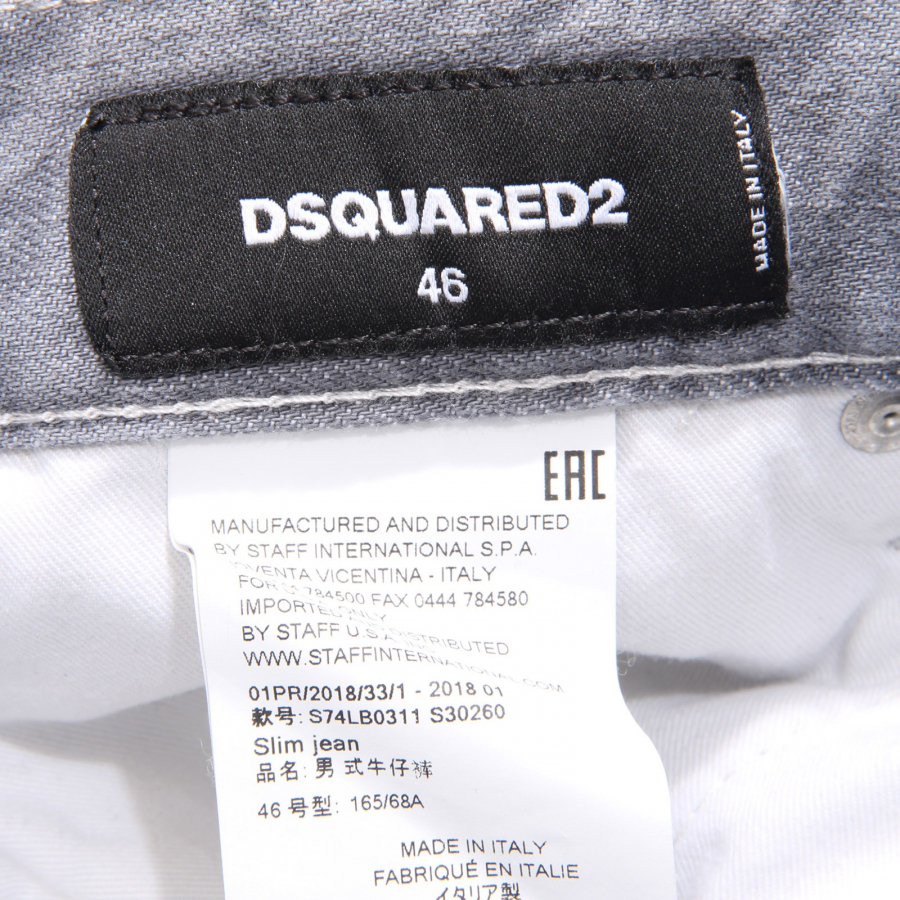 DSQUARED2
46
MADE IN ITALY
EAC
MANUFACTURED AND DISTRIBUTED
BY STAFF INTERNATIONAL S.P.A.
VICENTINA - ITALY
784500 FAX 0444 784580
BY STAFF U.S.A. DISTRIBUTED
WWW.STAFFINTERNATIONAL.COM
01PR/2018/33/1 - 2018 01
款号: S74LB0311 S30260
Slim jean
品名: 男式牛仔裤
46 号型: 165/68A
MADE IN ITALY
FABRIQUÉ EN ITALIE
イタリア製